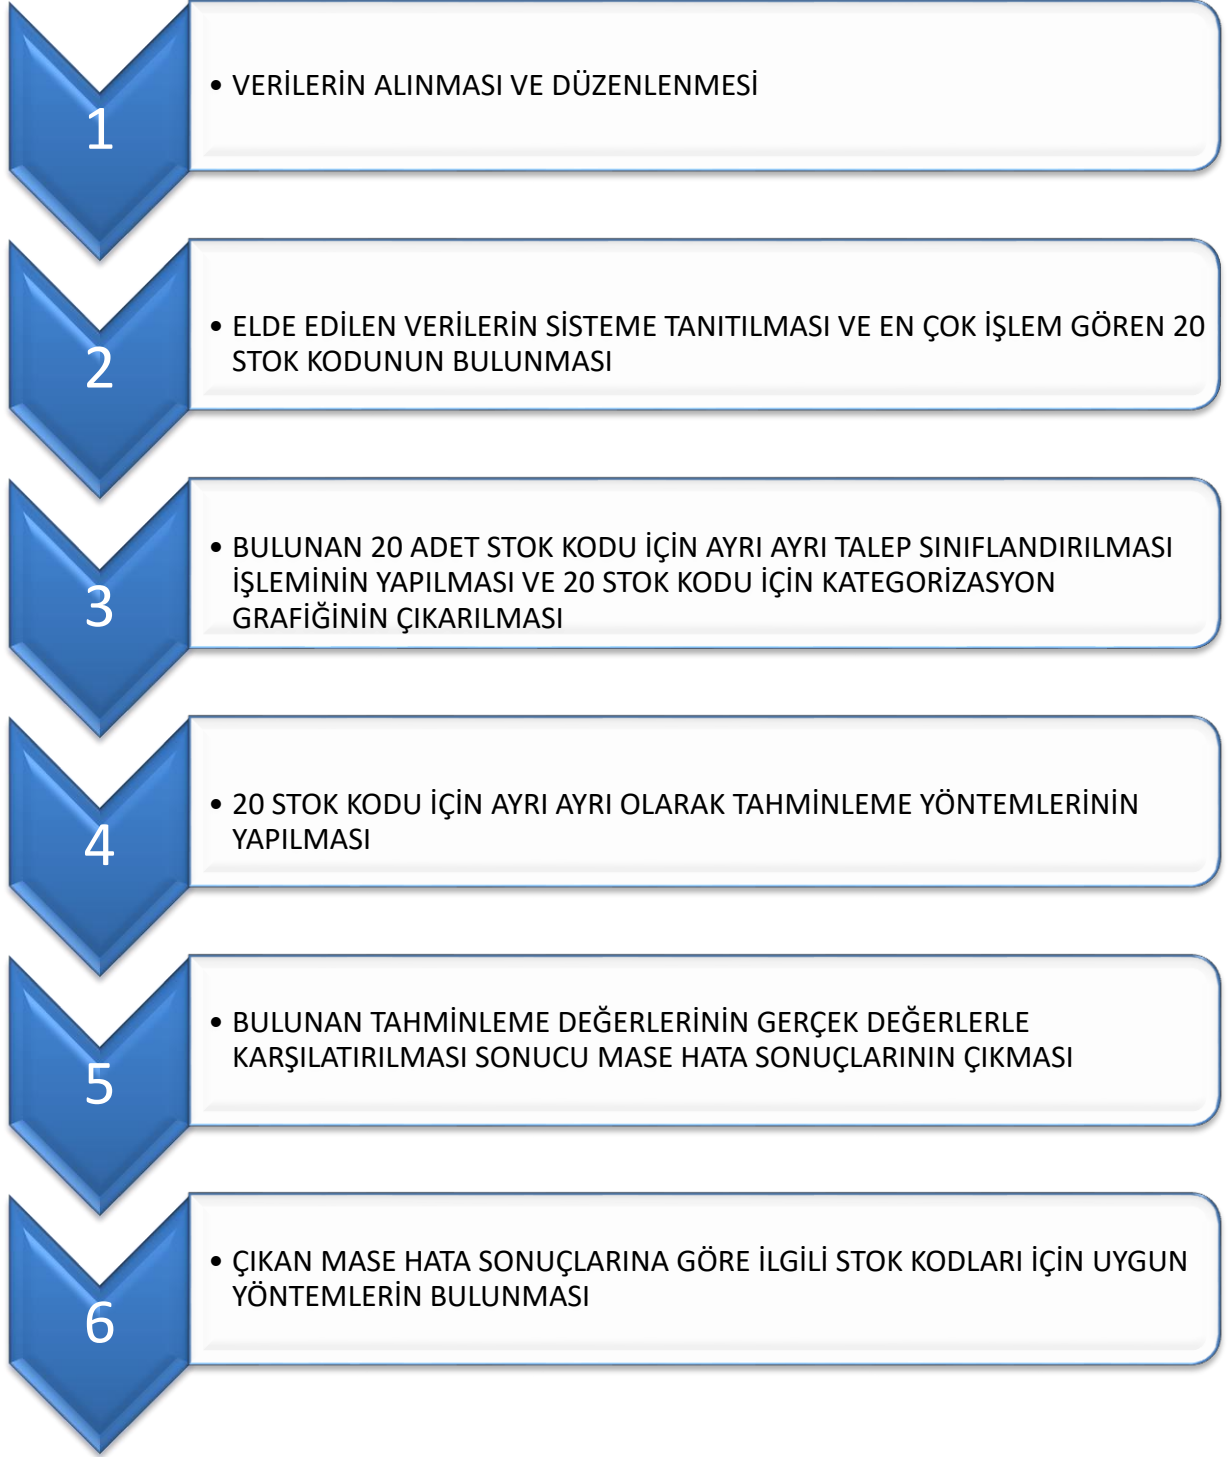 1
• VERİLERİN ALINMASI VE DÜZENLENMESİ
2
• ELDE EDİLEN VERİLERİN SİSTEME TANITILMASI VE EN ÇOK İŞLEM GÖREN 20
STOK KODUNUN BULUNMASI
3
• BULUNAN 20 ADET STOK KODU İÇİN AYRI AYRI TALEP SINIFLANDIRILMASI
İŞLEMİNİN YAPILMASI VE 20 STOK KODU İÇİN KATEGORİZASYON
GRAFİĞİNİN ÇIKARILMASI
4
• 20 STOK KODU İÇİN AYRI AYRI OLARAK TAHMİNLEME YÖNTEMLERİNİN
YAPILMASI
5
• BULUNAN TAHMİNLEME DEĞERLERİNİN GERÇEK DEĞERLERLE
KARŞILATIRILMASI SONUCU MASE HATA SONUÇLARININ ÇIKMASI
6
• ÇIKAN MASE HATA SONUÇLARINA GÖRE İLGİLİ STOK KODLARI İÇİN UYGUN
YÖNTEMLERİN BULUNMASI